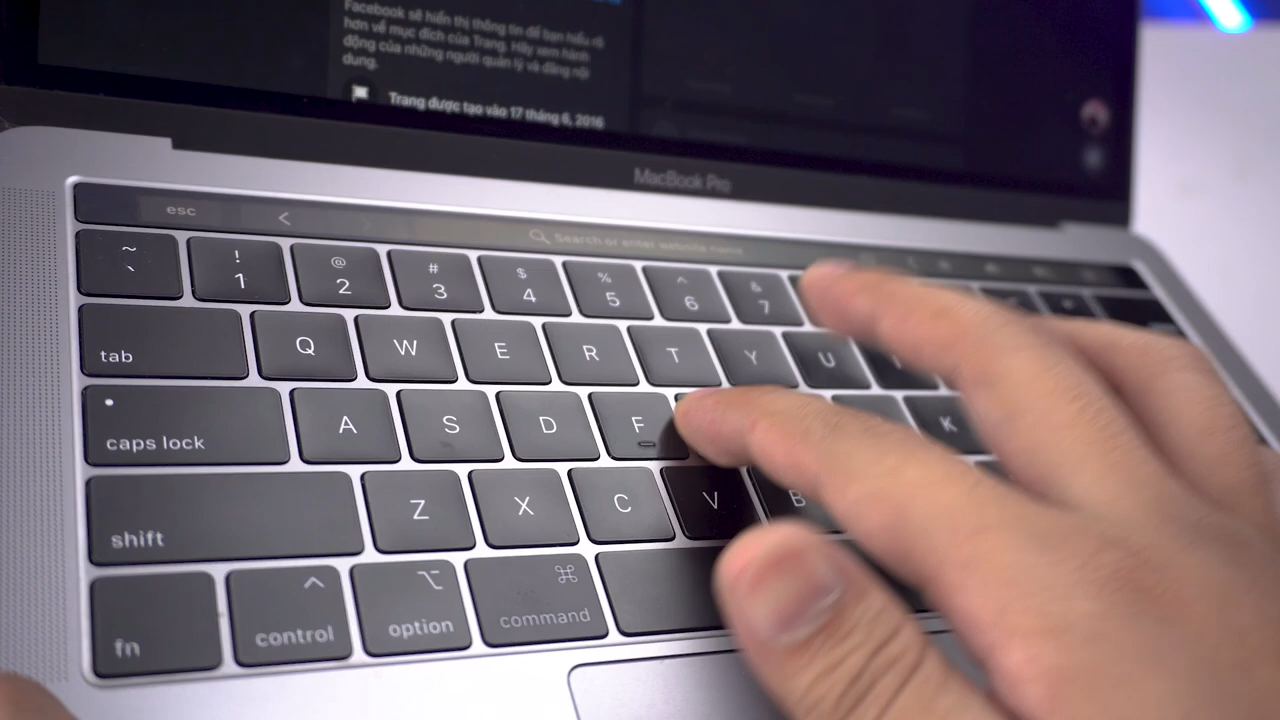 Facebook sẽ hiển thị thông tin để bạn hiểu rõ
hơn về mục đích của Trang. Hãy xem hành
động của những người quản lý và đăng nội
dung.
Trang được tạo vào 17 tháng 6, 2016
MacBook Pro
esc < Search or enter website name
~ ! @ # $ % ^ &
` 1 2 3 4 5 6 7
tab Q W E R T Y U
caps lock A S D F K
shift Z X C V B
fn control ^ option ⌥ command ⌘